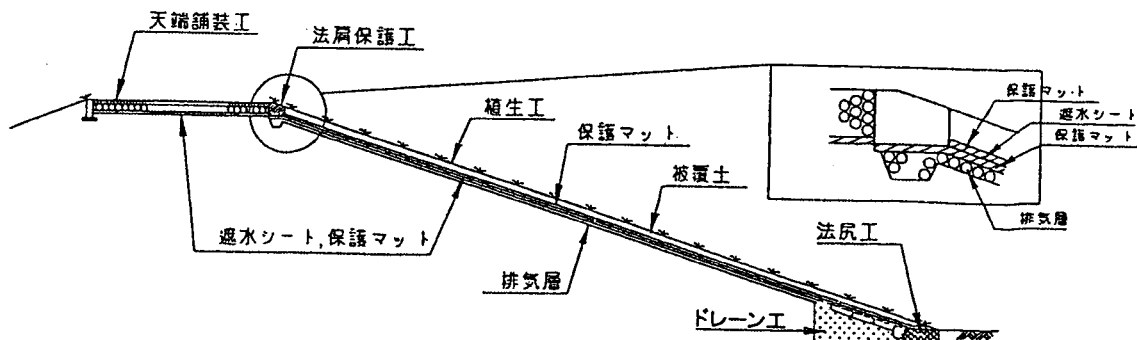 天端舗装工
法肩保護工
植生工
保護マット
被覆土
遮水シート,保護マット
排気層
法尻工
ドレーン工
保護マット
遮水シート
保護マット
排気層